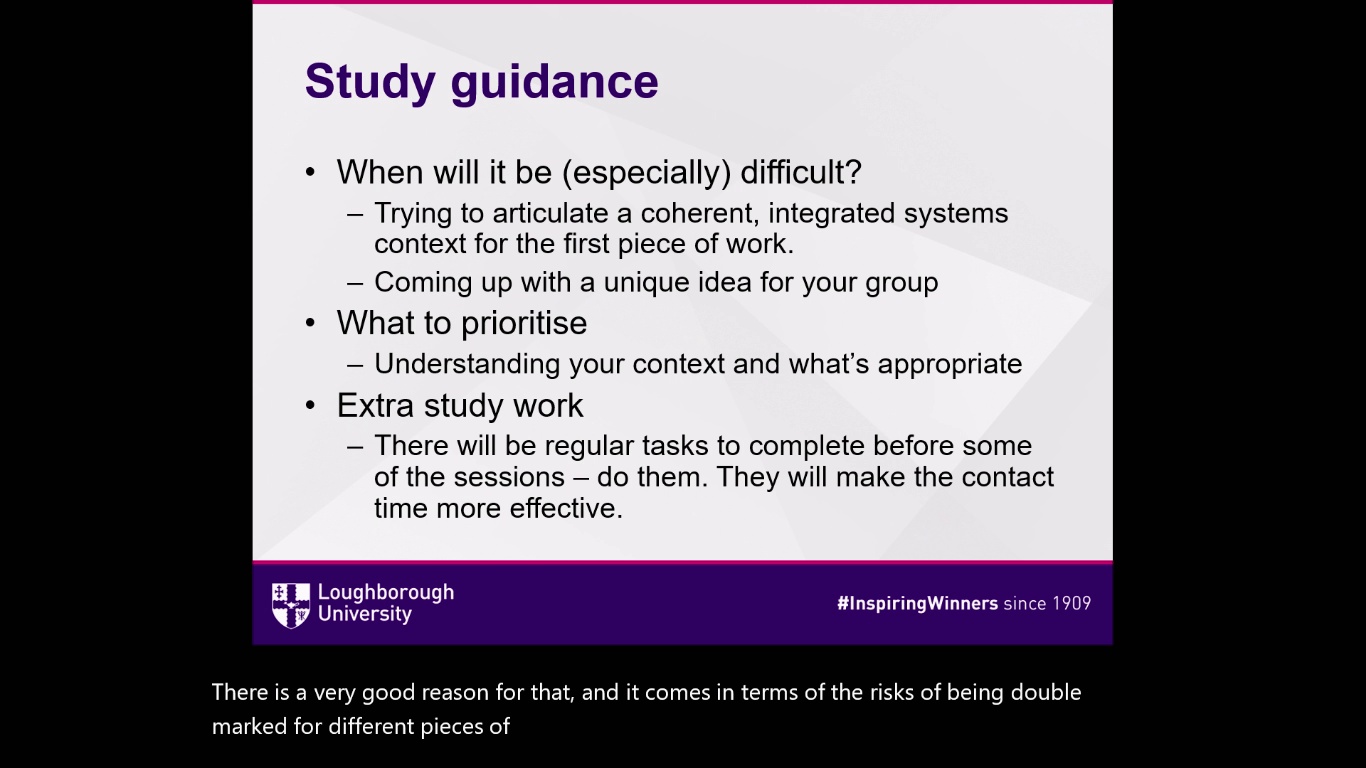 Study guidance
• When will it be (especially) difficult?
– Trying to articulate a coherent, integrated systems
context for the first piece of work.
– Coming up with a unique idea for your group
• What to prioritise
– Understanding your context and what’s appropriate
• Extra study work
– There will be regular tasks to complete before some
of the sessions – do them. They will make the contact
time more effective.
Loughborough
University
#InspiringWinners since 1909
There is a very good reason for that, and it comes in terms of the risks of being double
marked for different pieces of